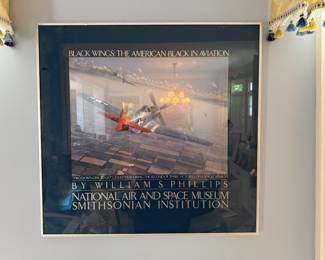 BLACK WINGS: THE AMERICAN BLACK IN AVIATION
BY WILLIAM S PHILLIPS
NATIONAL AIR AND SPACE MUSEUM
SMITHSONIAN INSTITUTION